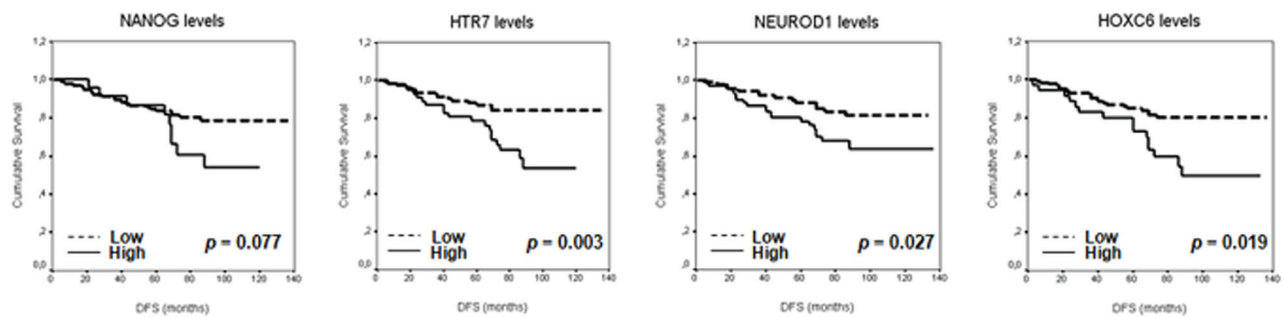 NANOG levels
1,2
1,0
,8
,6
,4
,2
0,0
Cumulative Survival
Low
High
p = 0.077
0 20 40 60 80 100 120 140
DFS (months)
HTR7 levels
1,2
1,0
,8
,6
,4
,2
0,0
Cumulative Survival
Low
High
p = 0.003
0 20 40 60 80 100 120 140
DFS (months)
NEUROD1 levels
1,2
1,0
,8
,6
,4
,2
,0
Cumulative Survival
Low
High
p = 0.027
0 20 40 60 80 100 120 140
DFS (months)
HOXC6 levels
1,2
1,0
,8
,6
,4
,2
0,0
Cumulative Survival
Low
High
p = 0.019
0 20 40 60 80 100 120 140
DFS (months)